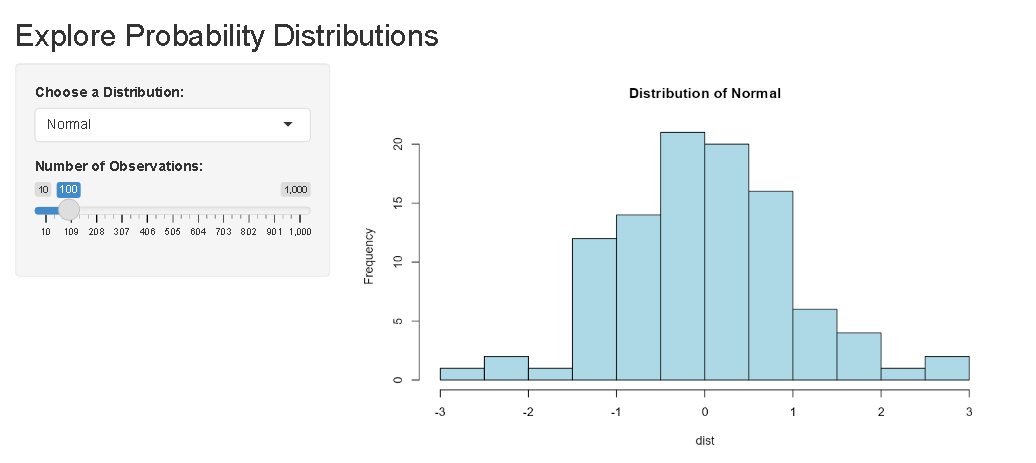 Explore Probability Distributions
Choose a Distribution:
Normal
Number of Observations:
10 100 1,000
10 109 208 307 406 505 604 703 802 901 1,000
Distribution of Normal
Frequency
20
15
10
5
0
-3 -2 -1 0 1 2 3
dist